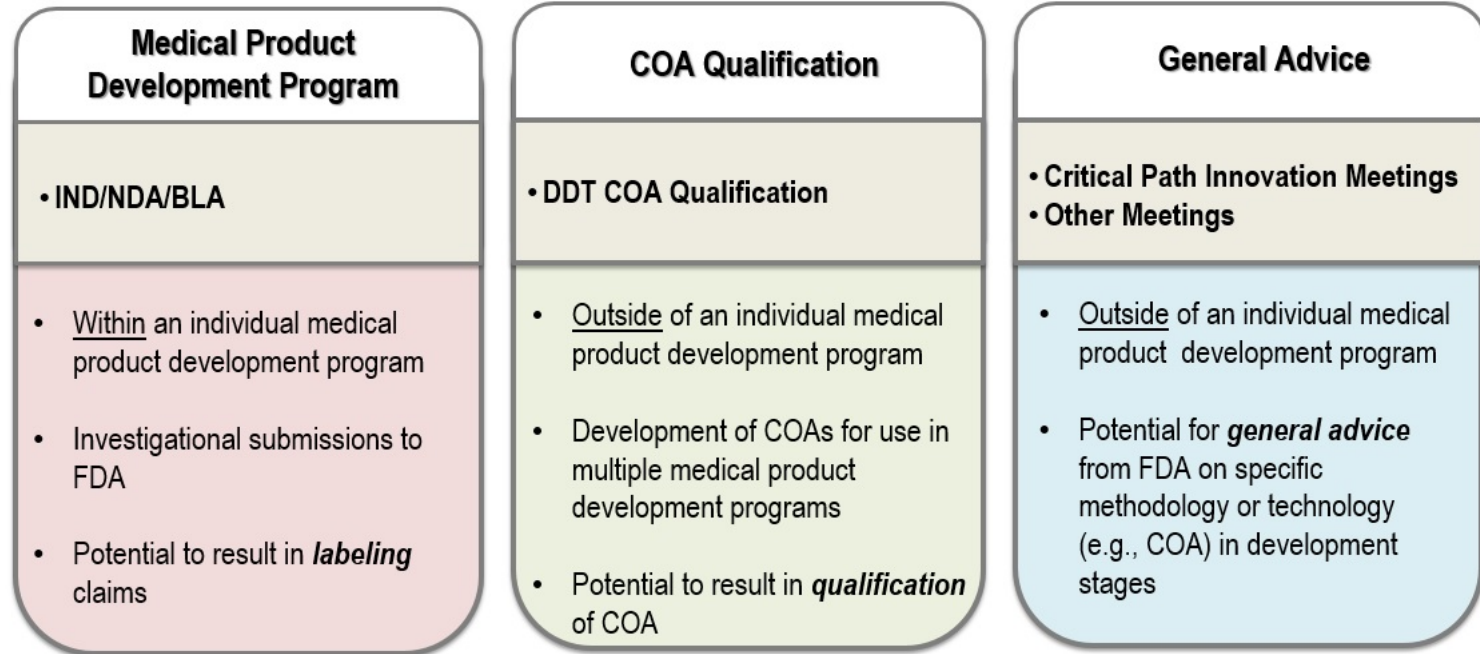 Medical Product
Development Program
• IND/NDA/BLA
• Within an individual medical
product development program
• Investigational submissions to
FDA
• Potential to result in labeling
claims
COA Qualification
• DDT COA Qualification
• Outside of an individual medical
product development program
• Development of COAs for use in
multiple medical product
development programs
• Potential to result in qualification
of COA
General Advice
• Critical Path Innovation Meetings
• Other Meetings
• Outside of an individual medical
product development program
• Potential for general advice
from FDA on specific
methodology or technology
(e.g., COA) in development
stages